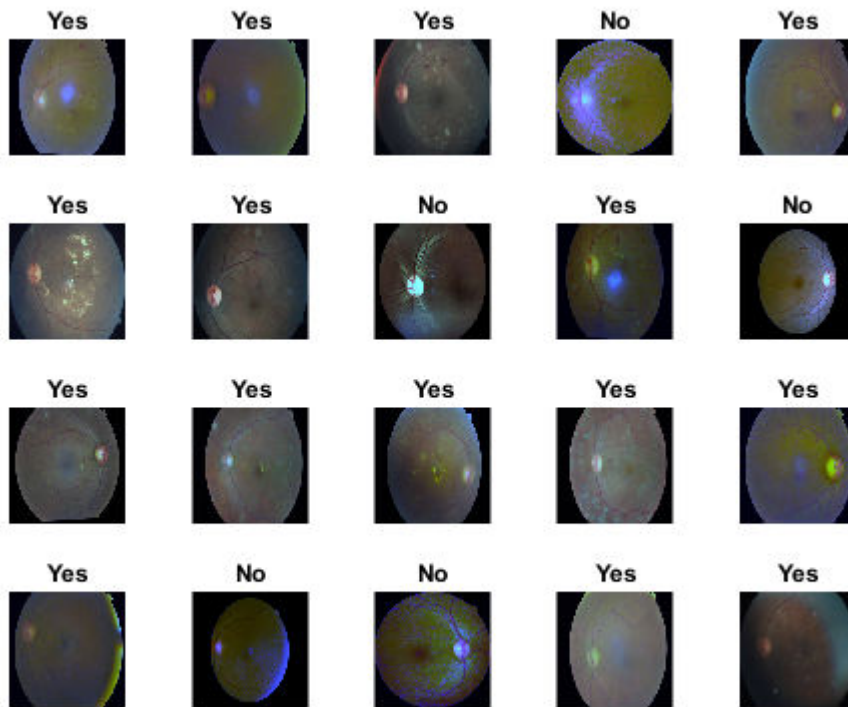 Yes Yes Yes No Yes
Yes Yes No Yes No
Yes Yes Yes Yes Yes
Yes No No Yes Yes